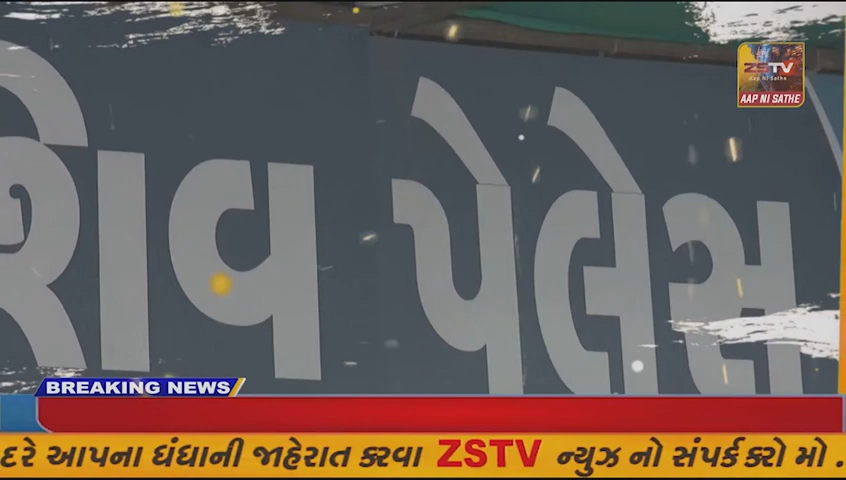 ZSTV
Aap Ni Sathe
AAP NI SATHE
શિવ પેલેસ
BREAKING NEWS
દરે આપના ધંધાની જાહેરાત કરવા ZSTV ન્યુઝ નો સંપર્ક કરો મો .